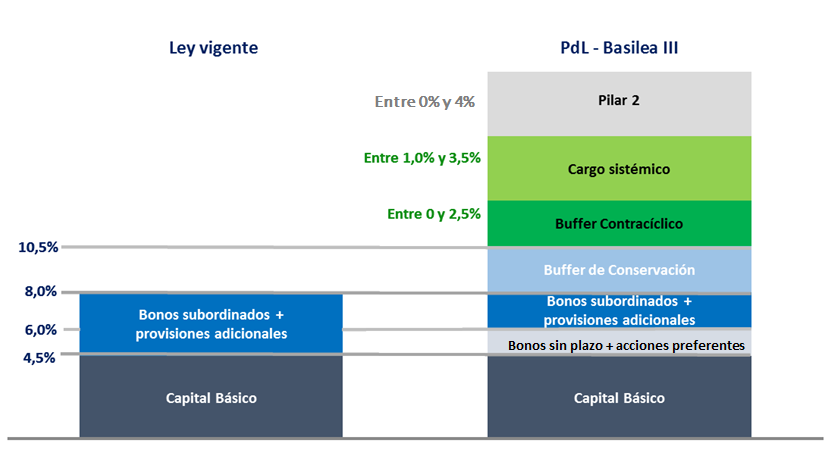 Ley vigente
PdL - Basilea III
Entre 0% y 4%
Pilar 2
Entre 1,0% y 3,5%
Cargo sistémico
Entre 0 y 2,5%
Buffer Contracíclico
10,5%
Buffer de Conservación
8,0%
Bonos subordinados +
provisiones adicionales
Bonos subordinados +
provisiones adicionales
6,0%
Bonos sin plazo + acciones preferentes
4,5%
Capital Básico
Capital Básico